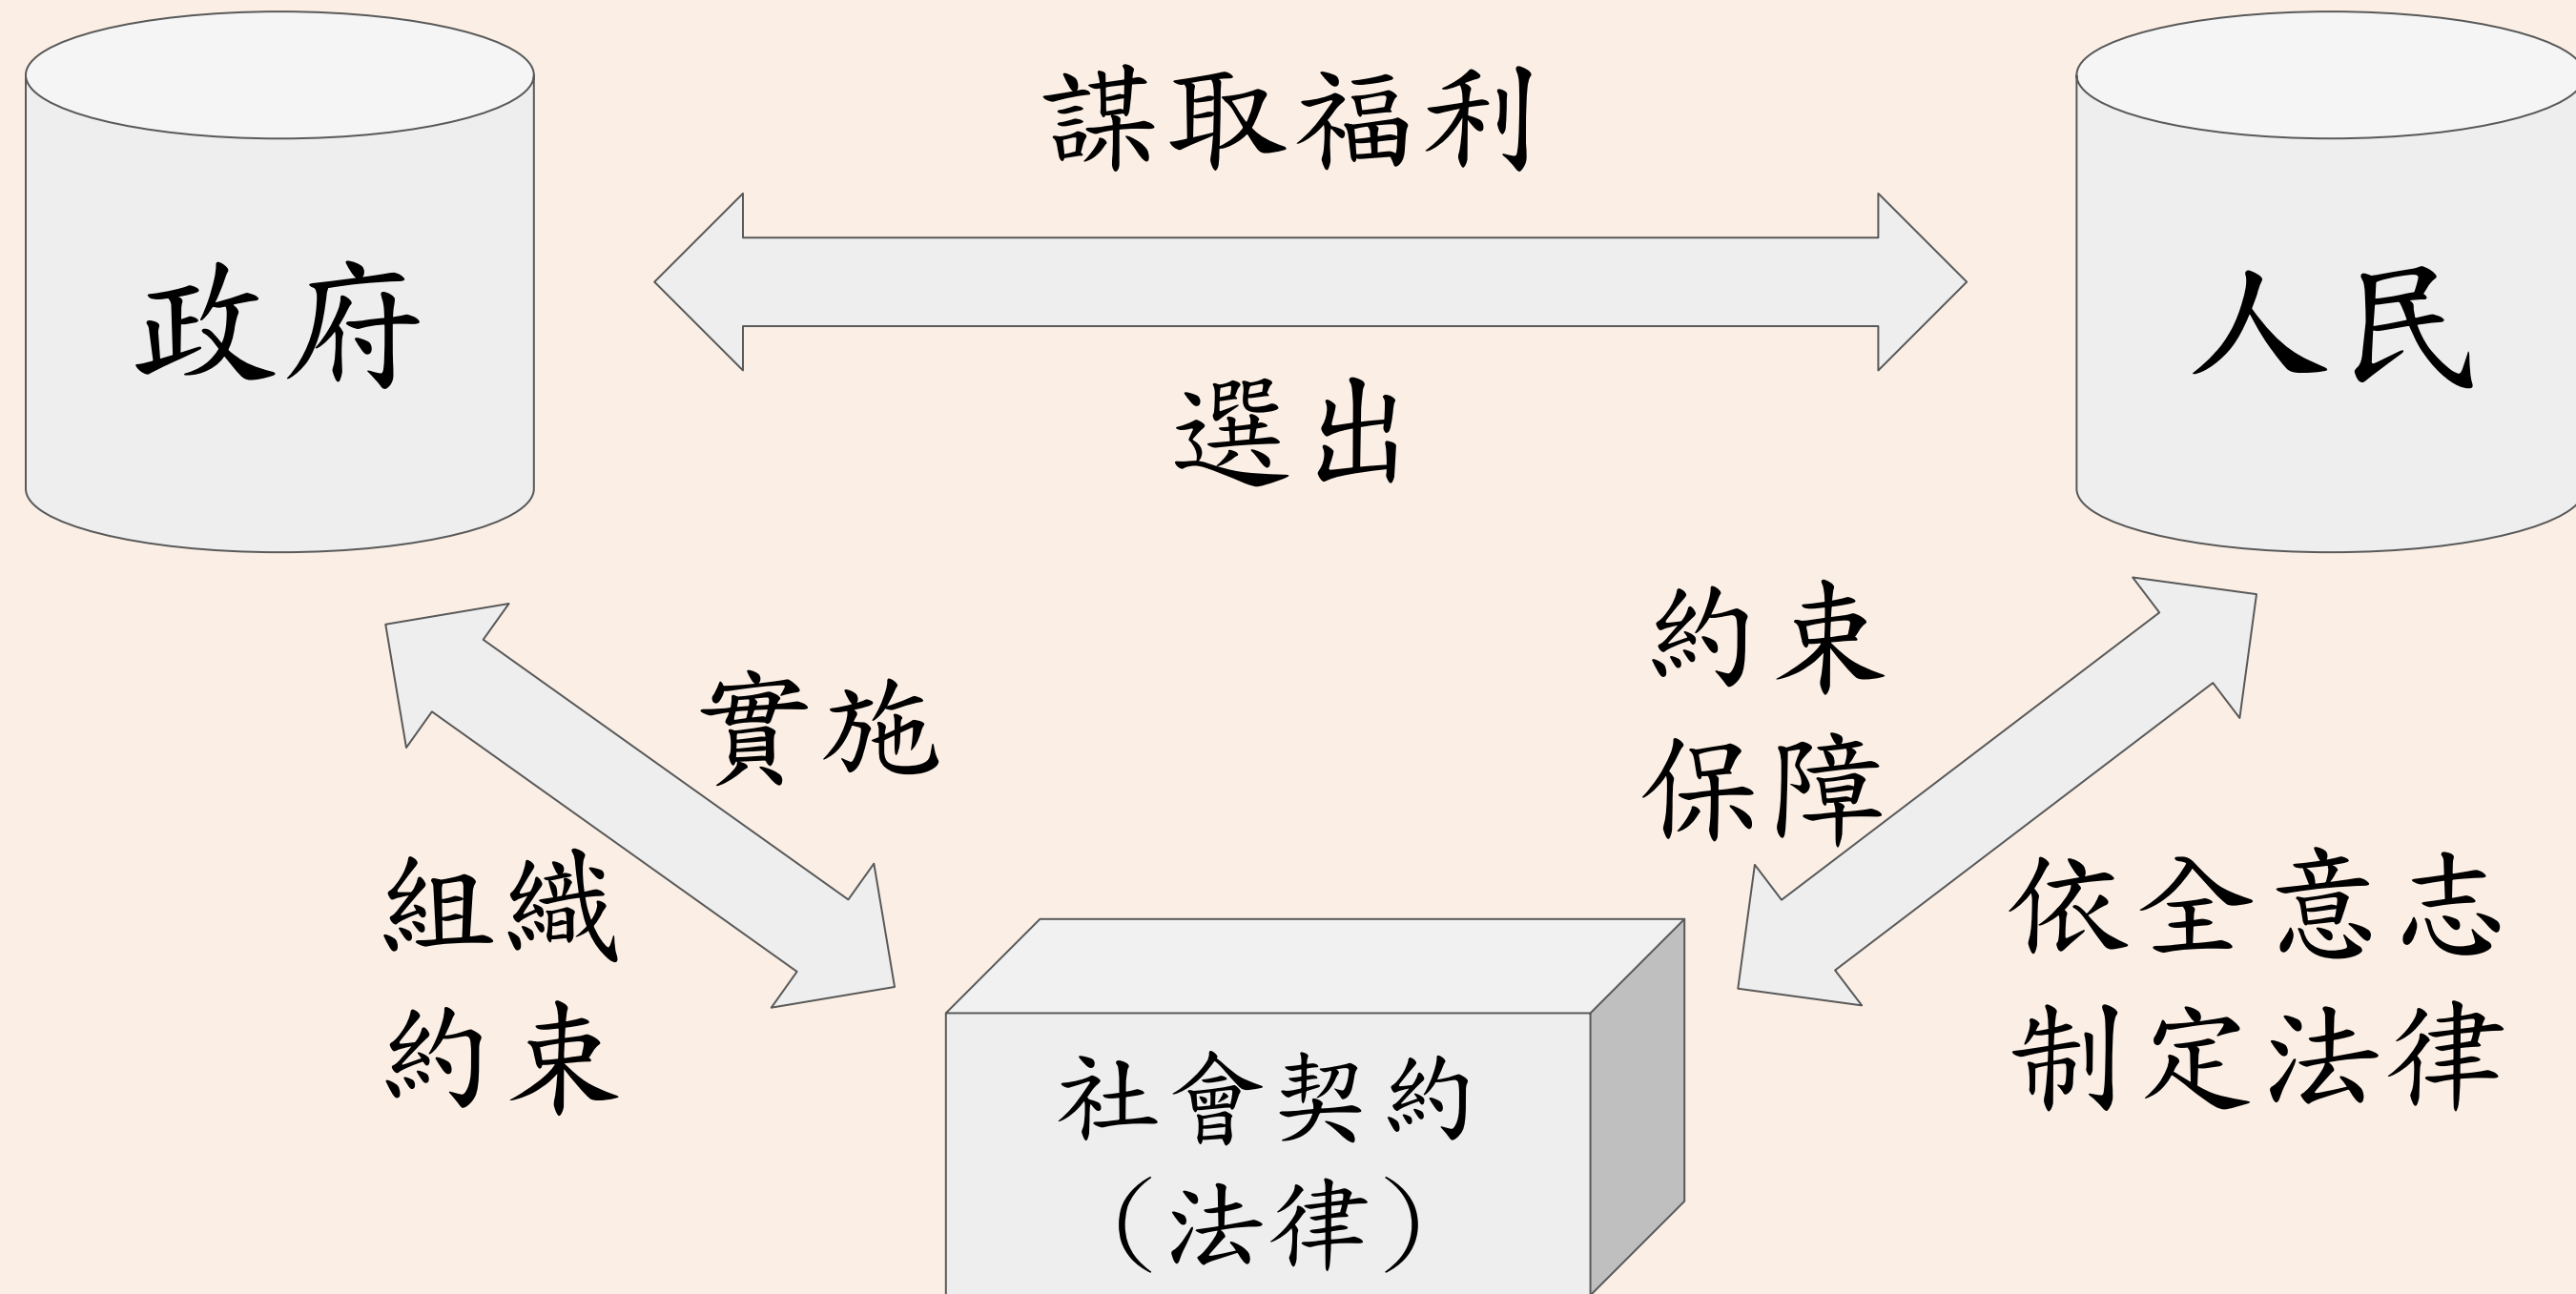 謀取福利
政府
人民
選出
約束
保障
實施
組織
約束
依全意志
制定法律
社會契約
（法律）